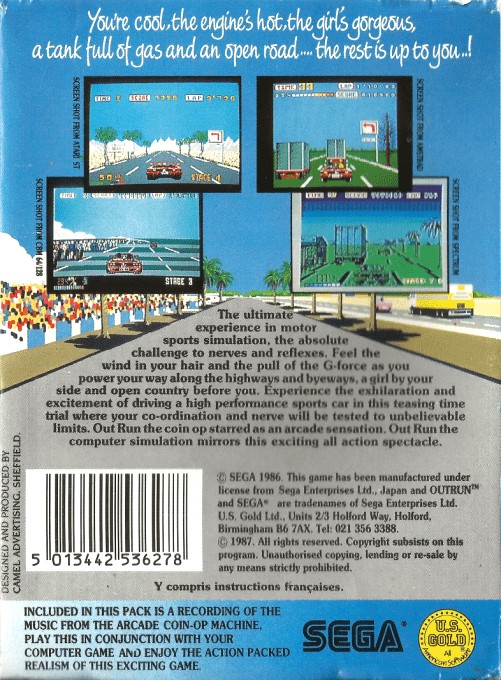 You're cool, the engine's hot, the girl's gorgeous,
a tank full of gas and an open road.... the rest is up to you..!
SCREEN SHOT FROM ATARI ST
SCREEN SHOT FROM AMSTRAD
SCREEN SHOT FROM CBM 64/128
SCREEN SHOT FROM SPECTRUM
TIME
SCORE
LAP
STAGE 4
TIME
LAP
SCORE
STAGE 3
The ultimate
experience in motor
sports simulation, the absolute
challenge to nerves and reflexes. Feel the
wind in your hair and the pull of the G-force as you
power your way along the highways and byeways, a girl by your
side and open country before you. Experience the exhilaration and
excitement of driving a high performance sports car in this teasing time
trial where your co-ordination and nerve will be tested to unbelievable
limits. Out Run the coin op starred as an arcade sensation. Out Run the
computer simulation mirrors this exciting all action spectacle.
DESIGNED AND PRODUCED BY
CAMEL ADVERTISING, SHEFFIELD.
5 013442 536278
© SEGA 1986. This game has been manufactured under
license from Sega Enterprises Ltd., Japan and OUTRUN™
and SEGA® are tradenames of Sega Enterprises Ltd.
U.S. Gold Ltd., Units 2/3 Holford Way, Holford,
Birmingham B6 7AX. Tel: 021 356 3388.
© 1987. All rights reserved. Copyright subsists on this
program. Unauthorised copying, lending or re-sale by
any means strictly prohibited.
Y compris instructions françaises.
INCLUDED IN THIS PACK IS A RECORDING OF THE
MUSIC FROM THE ARCADE COIN-OP MACHINE.
PLAY THIS IN CONJUNCTION WITH YOUR
COMPUTER GAME AND ENJOY THE ACTION PACKED
REALISM OF THIS EXCITING GAME.
SEGA®
U.S.
GOLD
All
American Software